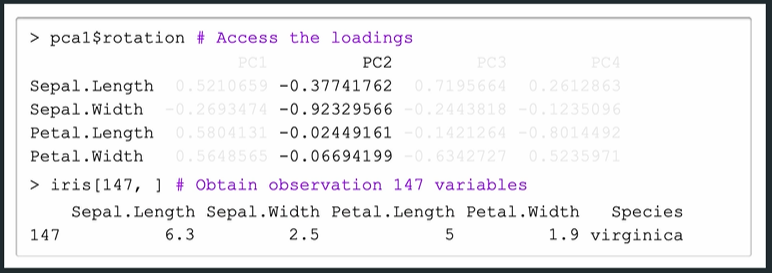 > pca1$rotation # Access the loadings
PC1 PC2 PC3 PC4
Sepal.Length 0.5210659 -0.37741762 0.7195664 0.2612863
Sepal.Width -0.2693474 -0.92329566 -0.2443818 -0.1235096
Petal.Length 0.5804131 -0.02449161 -0.1421264 -0.8014492
Petal.Width 0.5648565 -0.06694199 -0.6342727 0.5235971
> iris[147, ] # Obtain observation 147 variables
Sepal.Length Sepal.Width Petal.Length Petal.Width Species
147 6.3 2.5 5 1.9 virginica